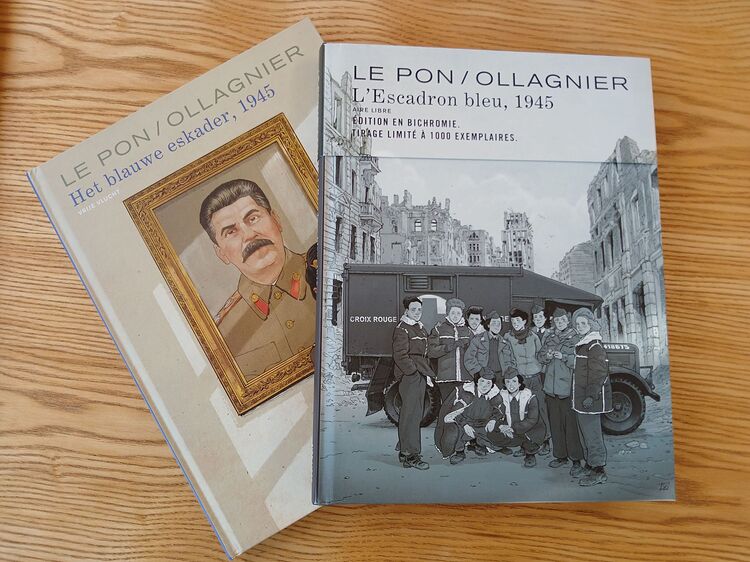 LE PON / OLLAGNIER
Het blauwe eskader, 1945
VRIJE VLUCHT
LE PON / OLLAGNIER
L'Escadron bleu, 1945
AIRE LIBRE
ÉDITION EN BICHROMIE.
TIRAGE LIMITÉ À 1000 EXEMPLAIRES.
CROIX ROUGE